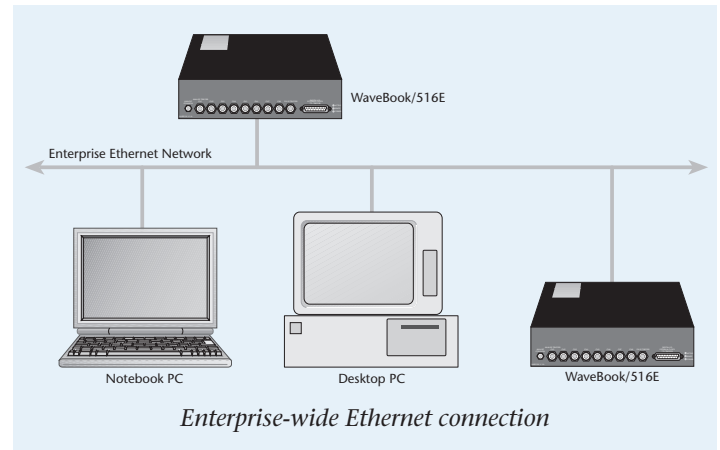 WaveBook/516E
Enterprise Ethernet Network
Notebook PC
Desktop PC
WaveBook/516E
Enterprise-wide Ethernet connection